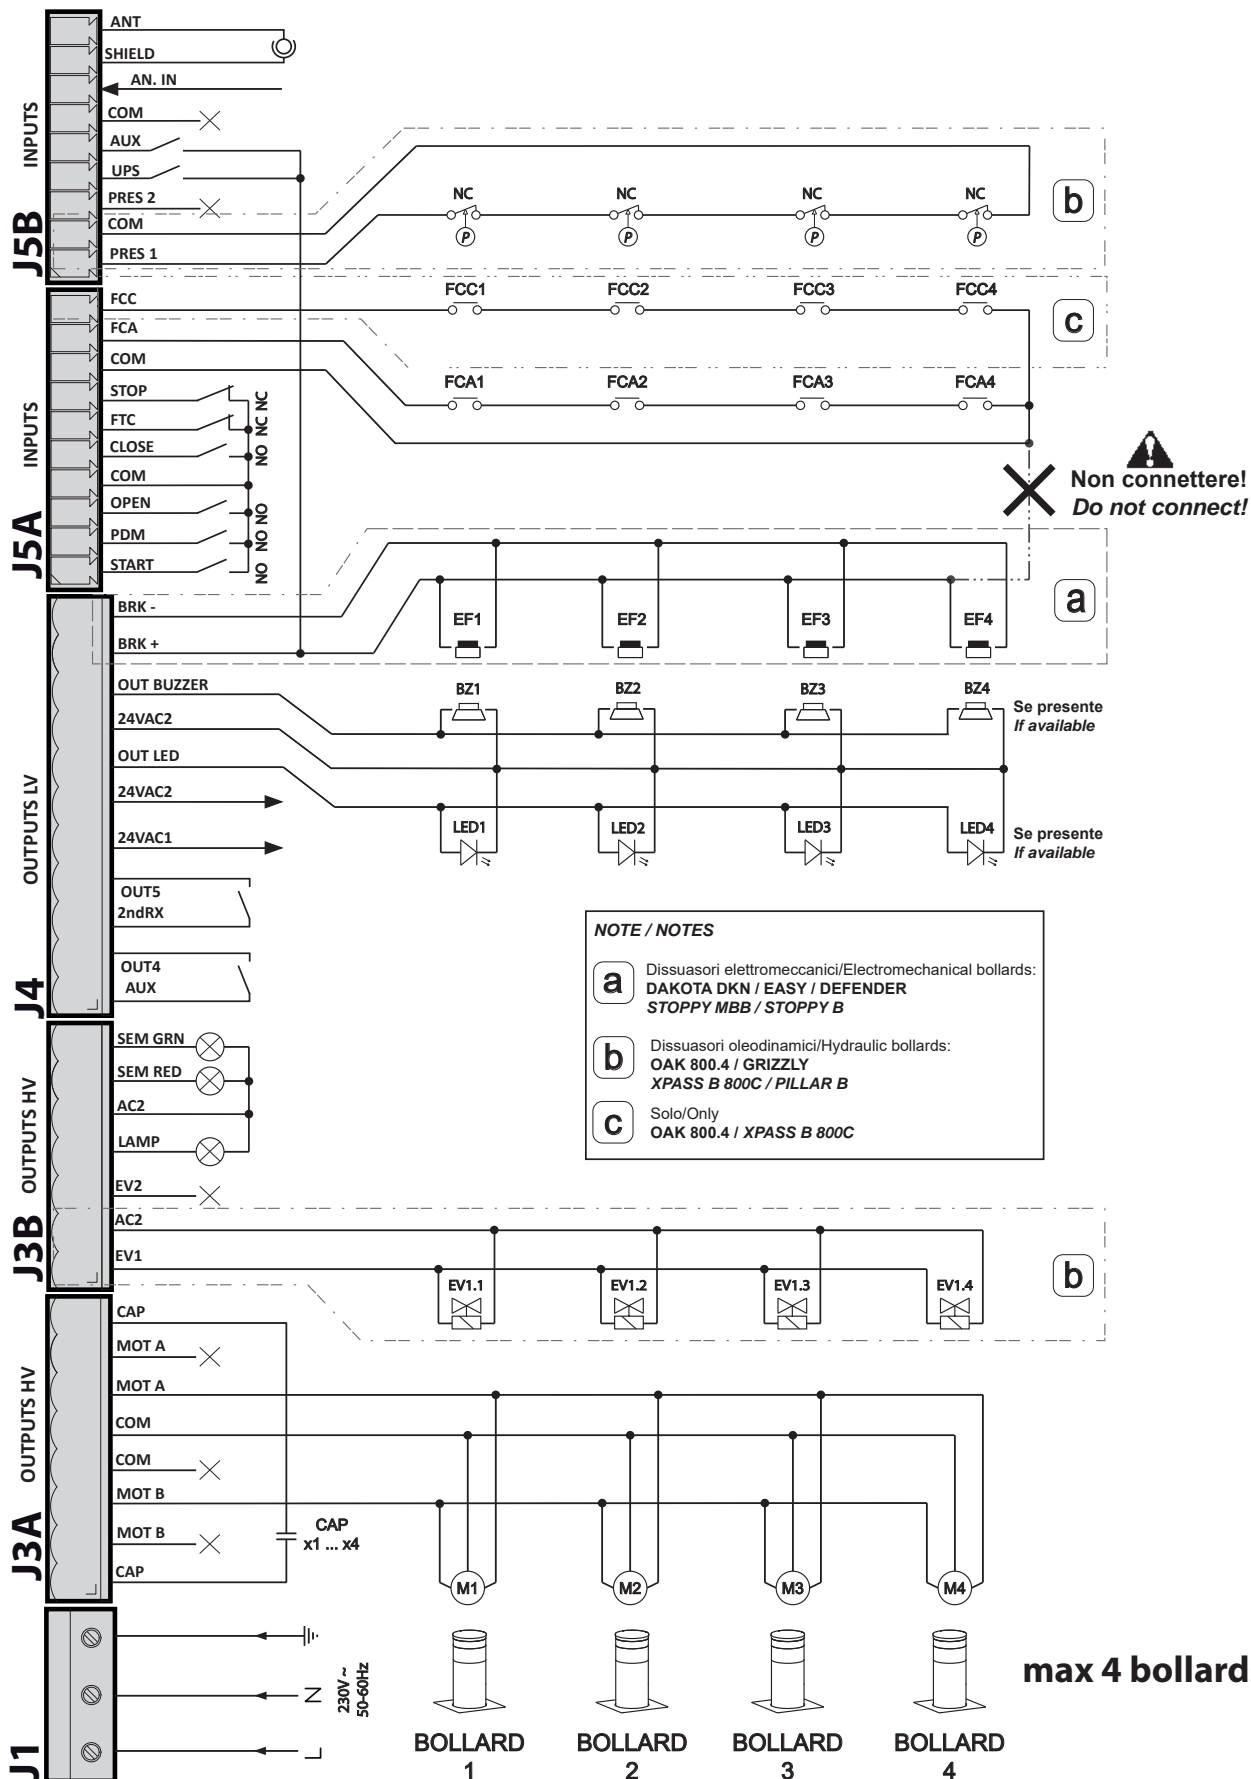 ANT
SHIELD
AN. IN
COM
AUX
UPS
PRES 2
COM
PRES 1
INPUTS
J5B
NC NC NC NC
P P P P
b
FCC
FCA
COM
STOP
FTC
CLOSE
COM
OPEN
PDM
START
INPUTS
J5A
NO NC NC
NO NO NO
FCC1 FCC2 FCC3 FCC4
c
FCA1 FCA2 FCA3 FCA4
Non connettere!
Do not connect!
BRK -
BRK +
OUT BUZZER
24VAC2
OUT LED
24VAC2
24VAC1
OUT5
2ndRX
OUT4
AUX
OUTPUTS LV
J4
EF1 EF2 EF3 EF4
a
BZ1 BZ2 BZ3 BZ4
Se presente
If available
LED1 LED2 LED3 LED4
Se presente
If available
NOTE / NOTES
a
Dissuasori elettromeccanici/Electromechanical bollards:
DAKOTA DKN / EASY / DEFENDER
STOPPY MBB / STOPPY B
b
Dissuasori oleodinamici/Hydraulic bollards:
OAK 800.4 / GRIZZLY
XPASS B 800C / PILLAR B
c
Solo/Only
OAK 800.4 / XPASS B 800C
SEM GRN
SEM RED
AC2
LAMP
EV2
AC2
EV1
OUTPUTS HV
J3B
EV1.1 EV1.2 EV1.3 EV1.4
b
CAP
MOT A
MOT A
COM
COM
MOT B
MOT B
CAP
OUTPUTS HV
J3A
CAP
x1 ... x4
M1 M2 M3 M4
J1
N
L
230V ~
50-60Hz
max 4 bollard
BOLLARD
1
BOLLARD
2
BOLLARD
3
BOLLARD
4